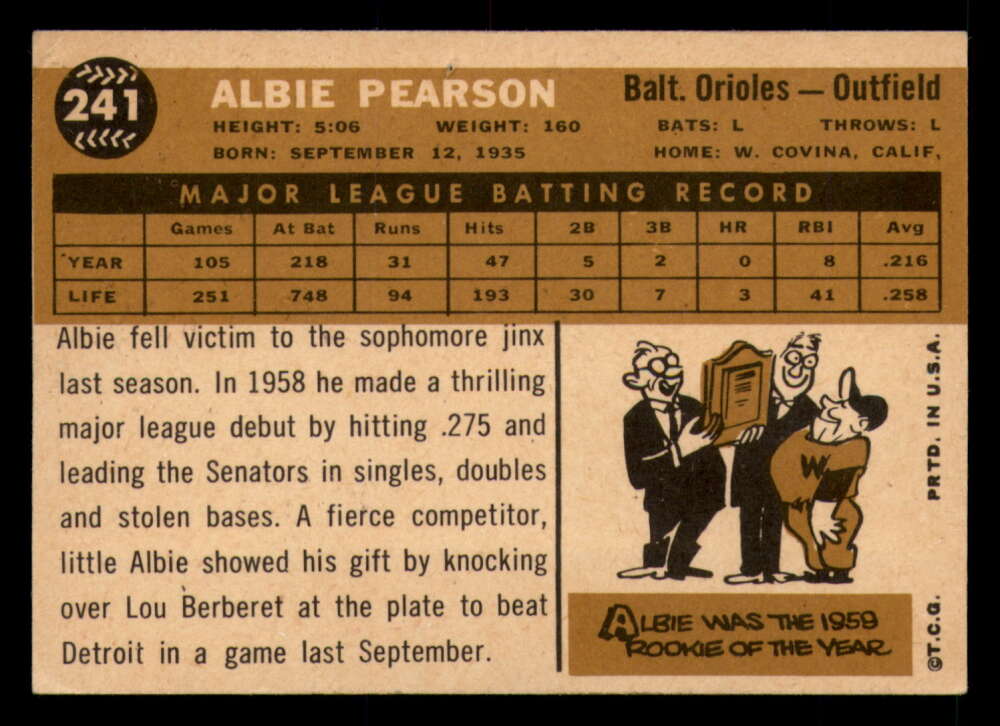 241
ALBIE PEARSON
Balt. Orioles — Outfield
HEIGHT: 5:06 WEIGHT: 160 BATS: L THROWS: L
BORN: SEPTEMBER 12, 1935 HOME: W. COVINA, CALIF,
MAJOR LEAGUE BATTING RECORD
Games At Bat Runs Hits 2B 3B HR RBI Avg
YEAR 105 218 31 47 5 2 0 8 .216
LIFE 251 748 94 193 30 7 3 41 .258
Albie fell victim to the sophomore jinx
last season. In 1958 he made a thrilling
major league debut by hitting .275 and
leading the Senators in singles, doubles
and stolen bases. A fierce competitor,
little Albie showed his gift by knocking
over Lou Berberet at the plate to beat
Detroit in a game last September.
W
ALBIE WAS THE 1959
ROOKIE OF THE YEAR
©T.C.G. PRTD. IN U.S.A.